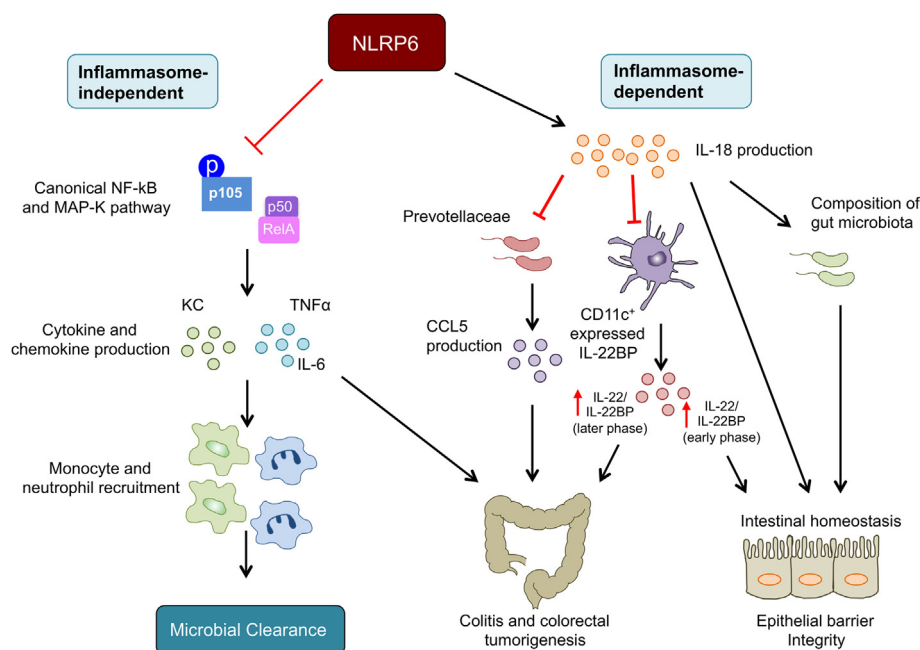 NLRP6
Inflammasome-
independent
Inflammasome-
dependent
p
p105
p50
RelA
Canonical NF-kB
and MAP-K pathway
IL-18 production
Prevotellaceae
Composition of
gut microbiota
KC
TNFα
IL-6
Cytokine and
chemokine production
CCL5
production
CD11c⁺
expressed
IL-22BP
IL-22/
IL-22BP
(later phase)
IL-22/
IL-22BP
(early phase)
Monocyte and
neutrophil recruitment
Intestinal homeostasis
Microbial Clearance
Colitis and colorectal
tumorigenesis
Epithelial barrier
Integrity